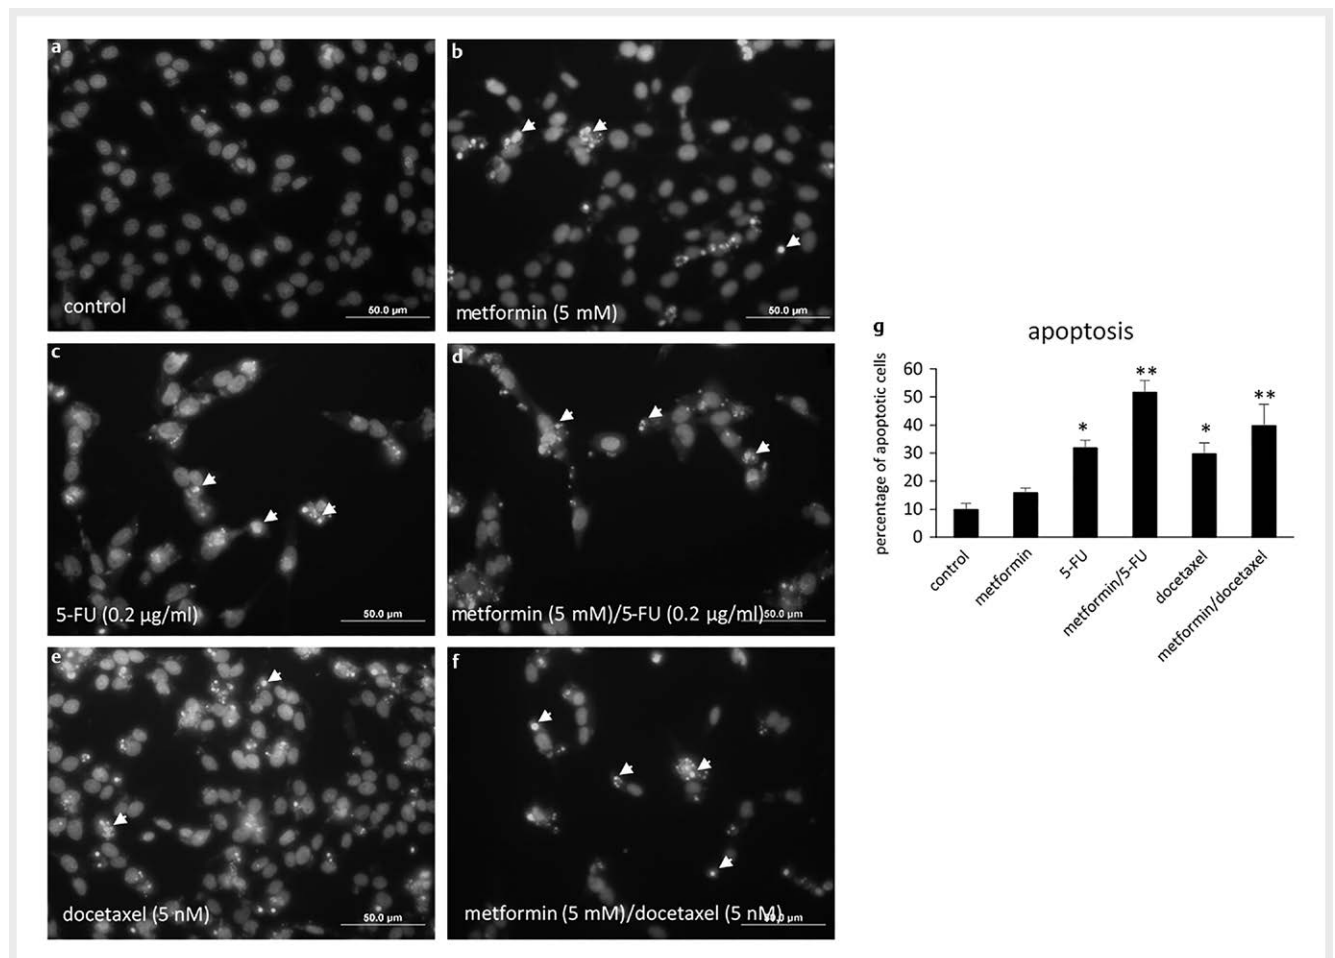 a
control
50.0 µm
b
metformin (5 mM)
50.0 µm
c
5-FU (0.2 µg/ml)
50.0 µm
d
metformin (5 mM)/5-FU (0.2 µg/ml)
50.0 µm
e
docetaxel (5 nM)
50.0 µm
f
metformin (5 mM)/docetaxel (5 nM)
50.0 µm
g
apoptosis
percentage of apoptotic cells
60
50
40
30
20
10
0
*
**
*
**
control
metformin
5-FU
metformin/5-FU
docetaxel
metformin/docetaxel